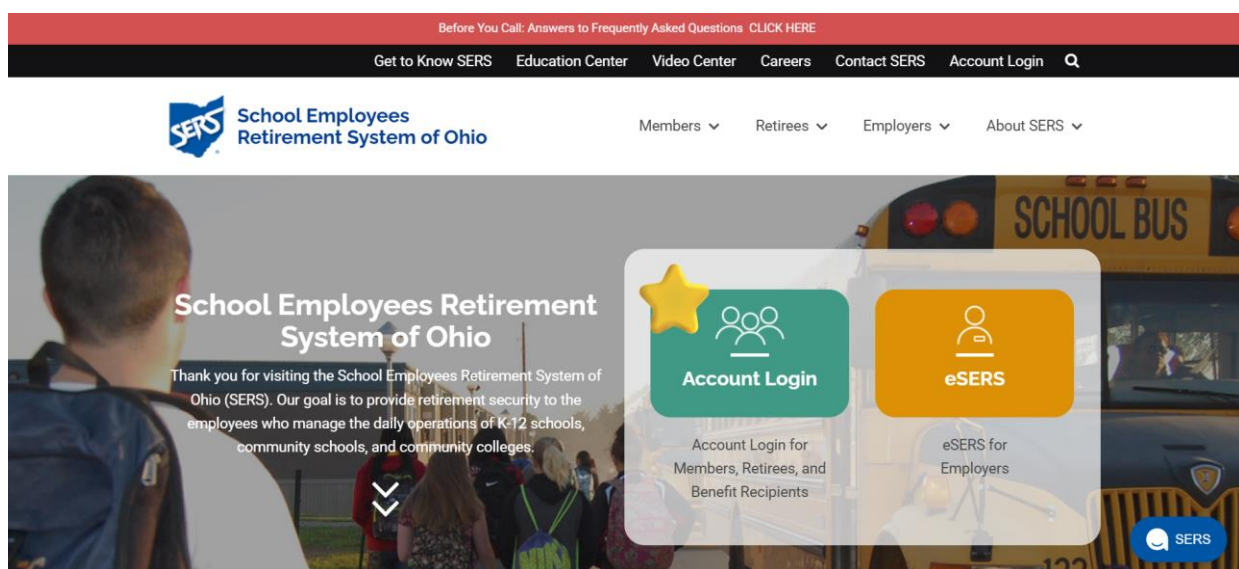 Before You Call: Answers to Frequently Asked Questions CLICK HERE
Get to Know SERS Education Center Video Center Careers Contact SERS Account Login
SERS
School Employees
Retirement System of Ohio
Members Retirees Employers About SERS
SCHOOL BUS
School Employees Retirement
System of Ohio
Thank you for visiting the School Employees Retirement System of
Ohio (SERS). Our goal is to provide retirement security to the
employees who manage the daily operations of K-12 schools,
community schools, and community colleges.
Account Login
Account Login for
Members, Retirees, and
Benefit Recipients
eSERS
eSERS for
Employers
SERS
122